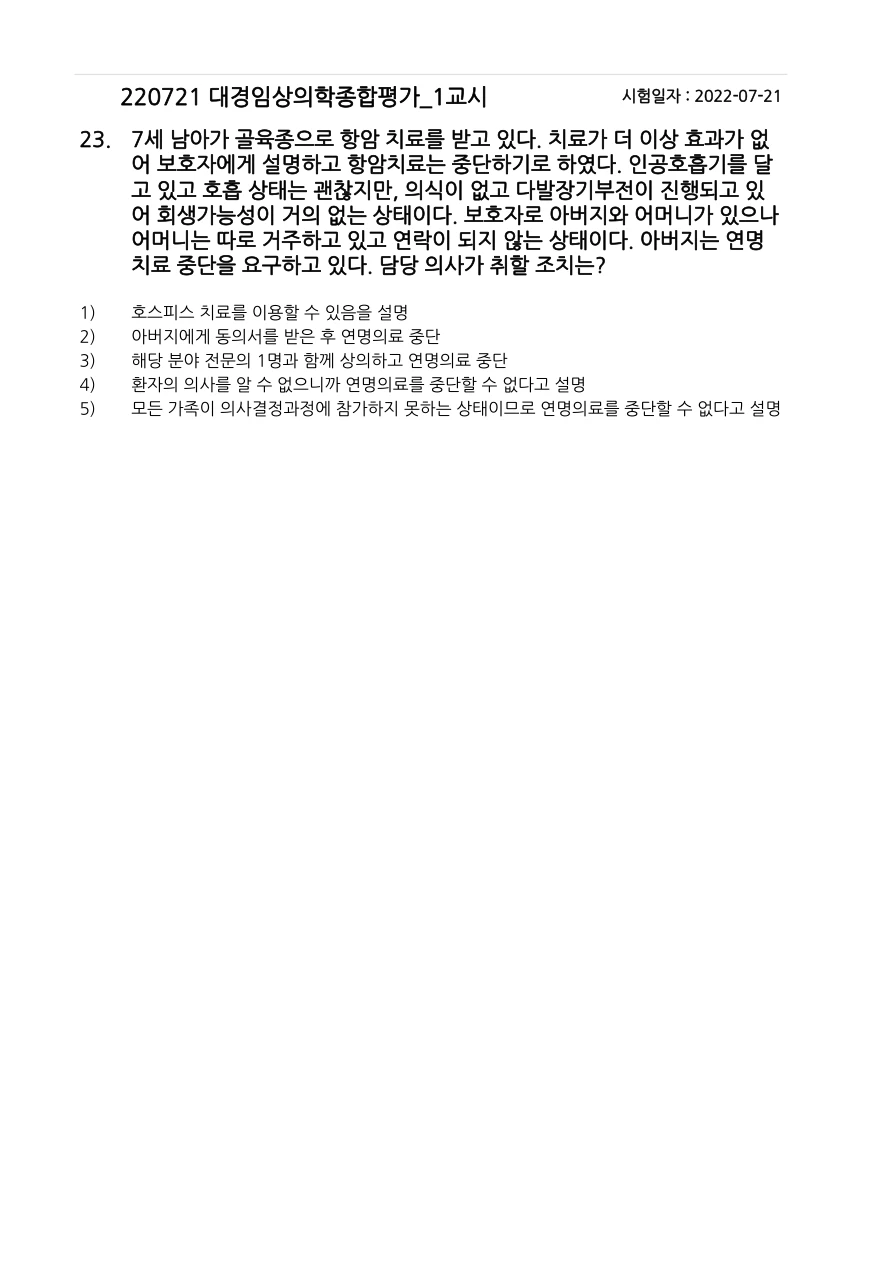 220721 대경임상의학종합평가_1교시 시험일자 : 2022-07-21
23. 7세 남아가 골육종으로 항암 치료를 받고 있다. 치료가 더 이상 효과가 없
어 보호자에게 설명하고 항암치료는 중단하기로 하였다. 인공호흡기를 달
고 있고 호흡 상태는 괜찮지만, 의식이 없고 다발장기부전이 진행되고 있
어 회생가능성이 거의 없는 상태이다. 보호자로 아버지와 어머니가 있으나
어머니는 따로 거주하고 있고 연락이 되지 않는 상태이다. 아버지는 연명
치료 중단을 요구하고 있다. 담당 의사가 취할 조치는?
1) 호스피스 치료를 이용할 수 있음을 설명
2) 아버지에게 동의서를 받은 후 연명의료 중단
3) 해당 분야 전문의 1명과 함께 상의하고 연명의료 중단
4) 환자의 의사를 알 수 없으니까 연명의료를 중단할 수 없다고 설명
5) 모든 가족이 의사결정과정에 참가하지 못하는 상태이므로 연명의료를 중단할 수 없다고 설명